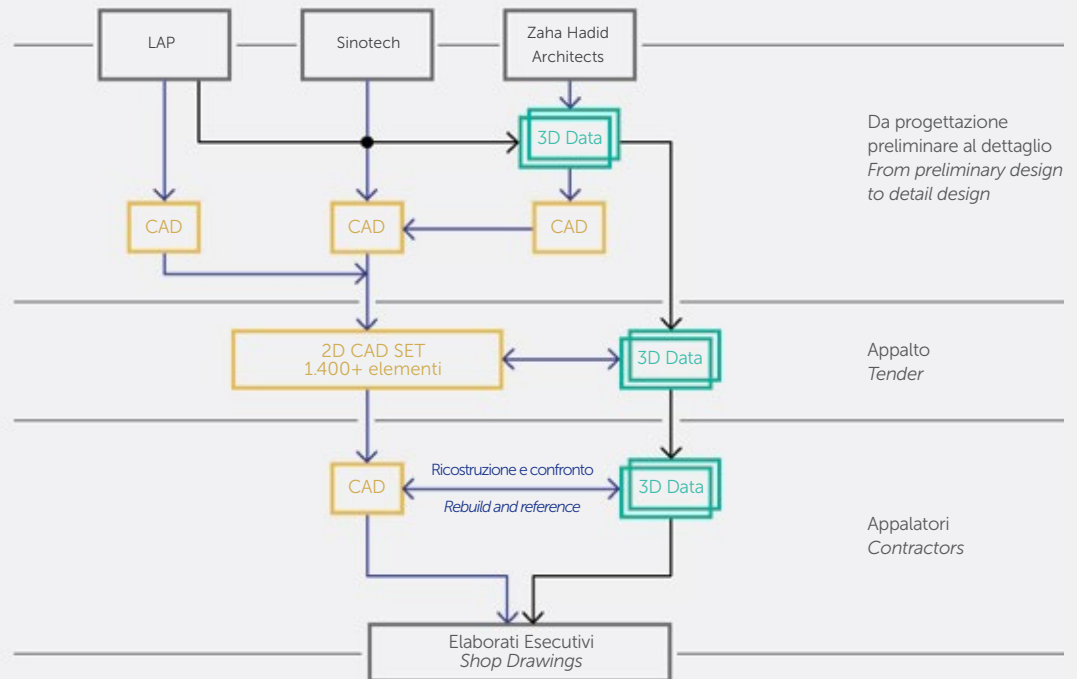 LAP
Sinotech
Zaha Hadid
Architects
3D Data
Da progettazione
preliminare al dettaglio
From preliminary design
to detail design
CAD
CAD
CAD
2D CAD SET
1.400+ elementi
3D Data
Appalto
Tender
CAD
Ricostruzione e confronto
Rebuild and reference
3D Data
Appalatori
Contractors
Elaborati Esecutivi
Shop Drawings